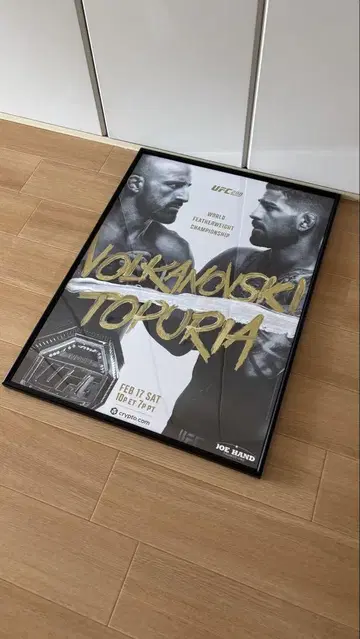 UFC 298
WORLD
FEATHERWEIGHT
CHAMPIONSHIP
VOLKANOVSKI
TOPURIA
UFC
FEB 17 SAT
10P ET 7P PT
crypto.com
UFC
JOE HAND